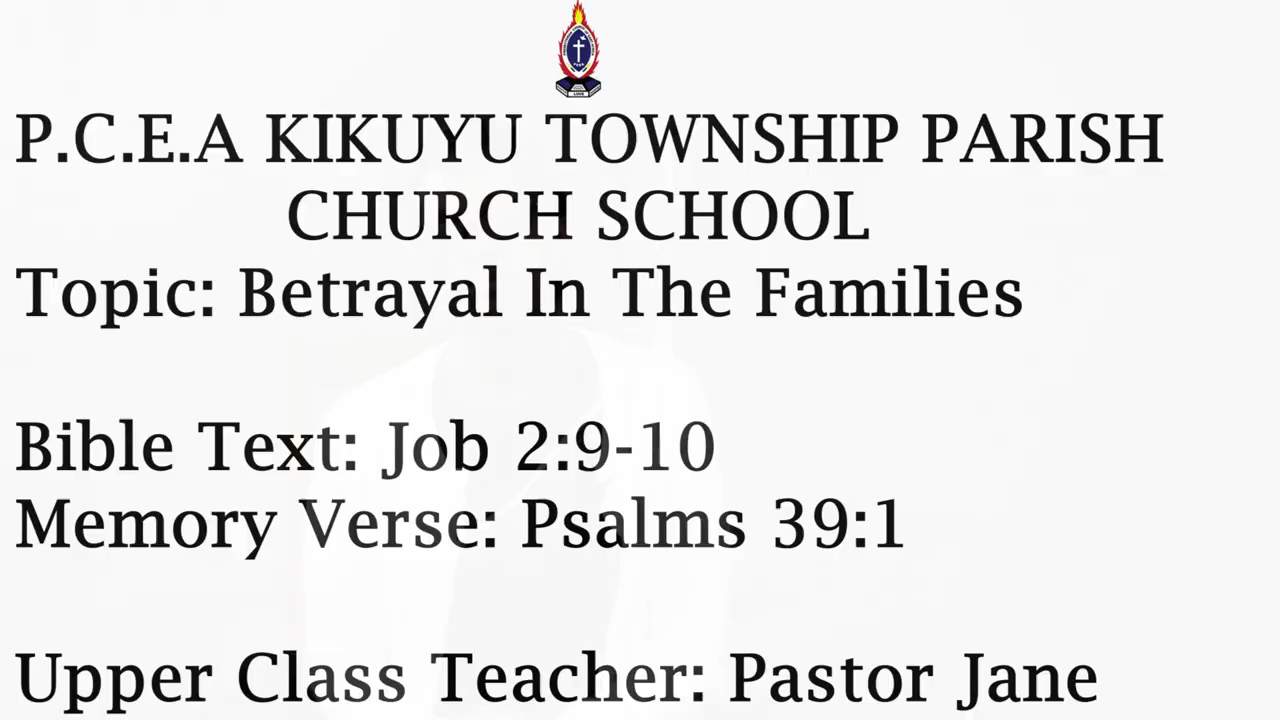 P.C.E.A KIKUYU TOWNSHIP PARISH
CHURCH SCHOOL
Topic: Betrayal In The Families
Bible Text: Job 2:9-10
Memory Verse: Psalms 39:1
Upper Class Teacher: Pastor Jane